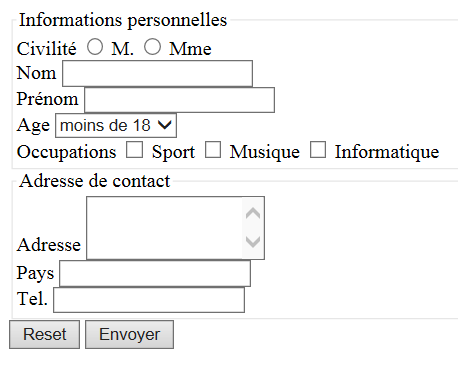 Informations personnelles
Civilité M. Mme
Nom
Prénom
Age moins de 18
Occupations Sport Musique Informatique
Adresse de contact
Adresse
Pays
Tel.
Reset Envoyer